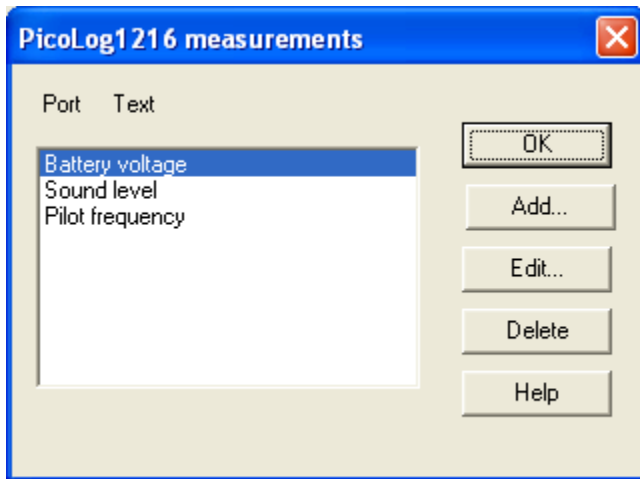 PicoLog1216 measurements
Port Text
Battery voltage
Sound level
Pilot frequency
OK
Add...
Edit...
Delete
Help